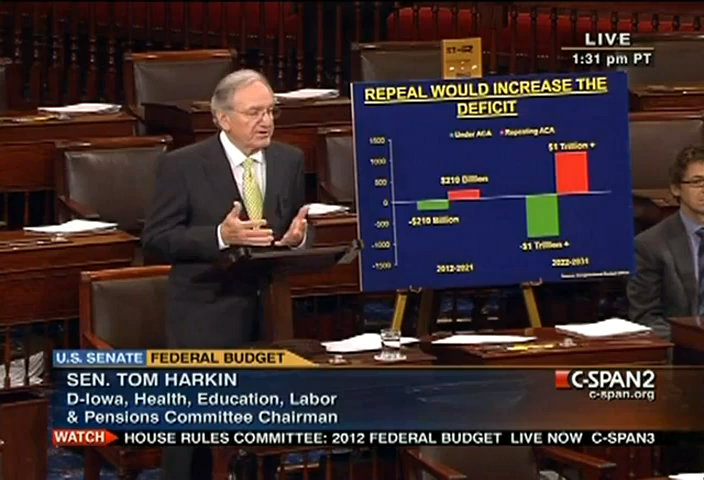 LIVE
1:31 pm PT
REPEAL WOULD INCREASE THE
DEFICIT
Under ACA Repealing ACA
1500
1000
500
0
-500
-1000
-1500
$1 Trillion +
$210 Billion
-$210 Billion
-$1 Trillion +
2012-2021
2022-2031
U.S. SENATE FEDERAL BUDGET
SEN. TOM HARKIN
D-Iowa, Health, Education, Labor
& Pensions Committee Chairman
C-SPAN2
c-span.org
WATCH HOUSE RULES COMMITTEE: 2012 FEDERAL BUDGET LIVE NOW C-SPAN3